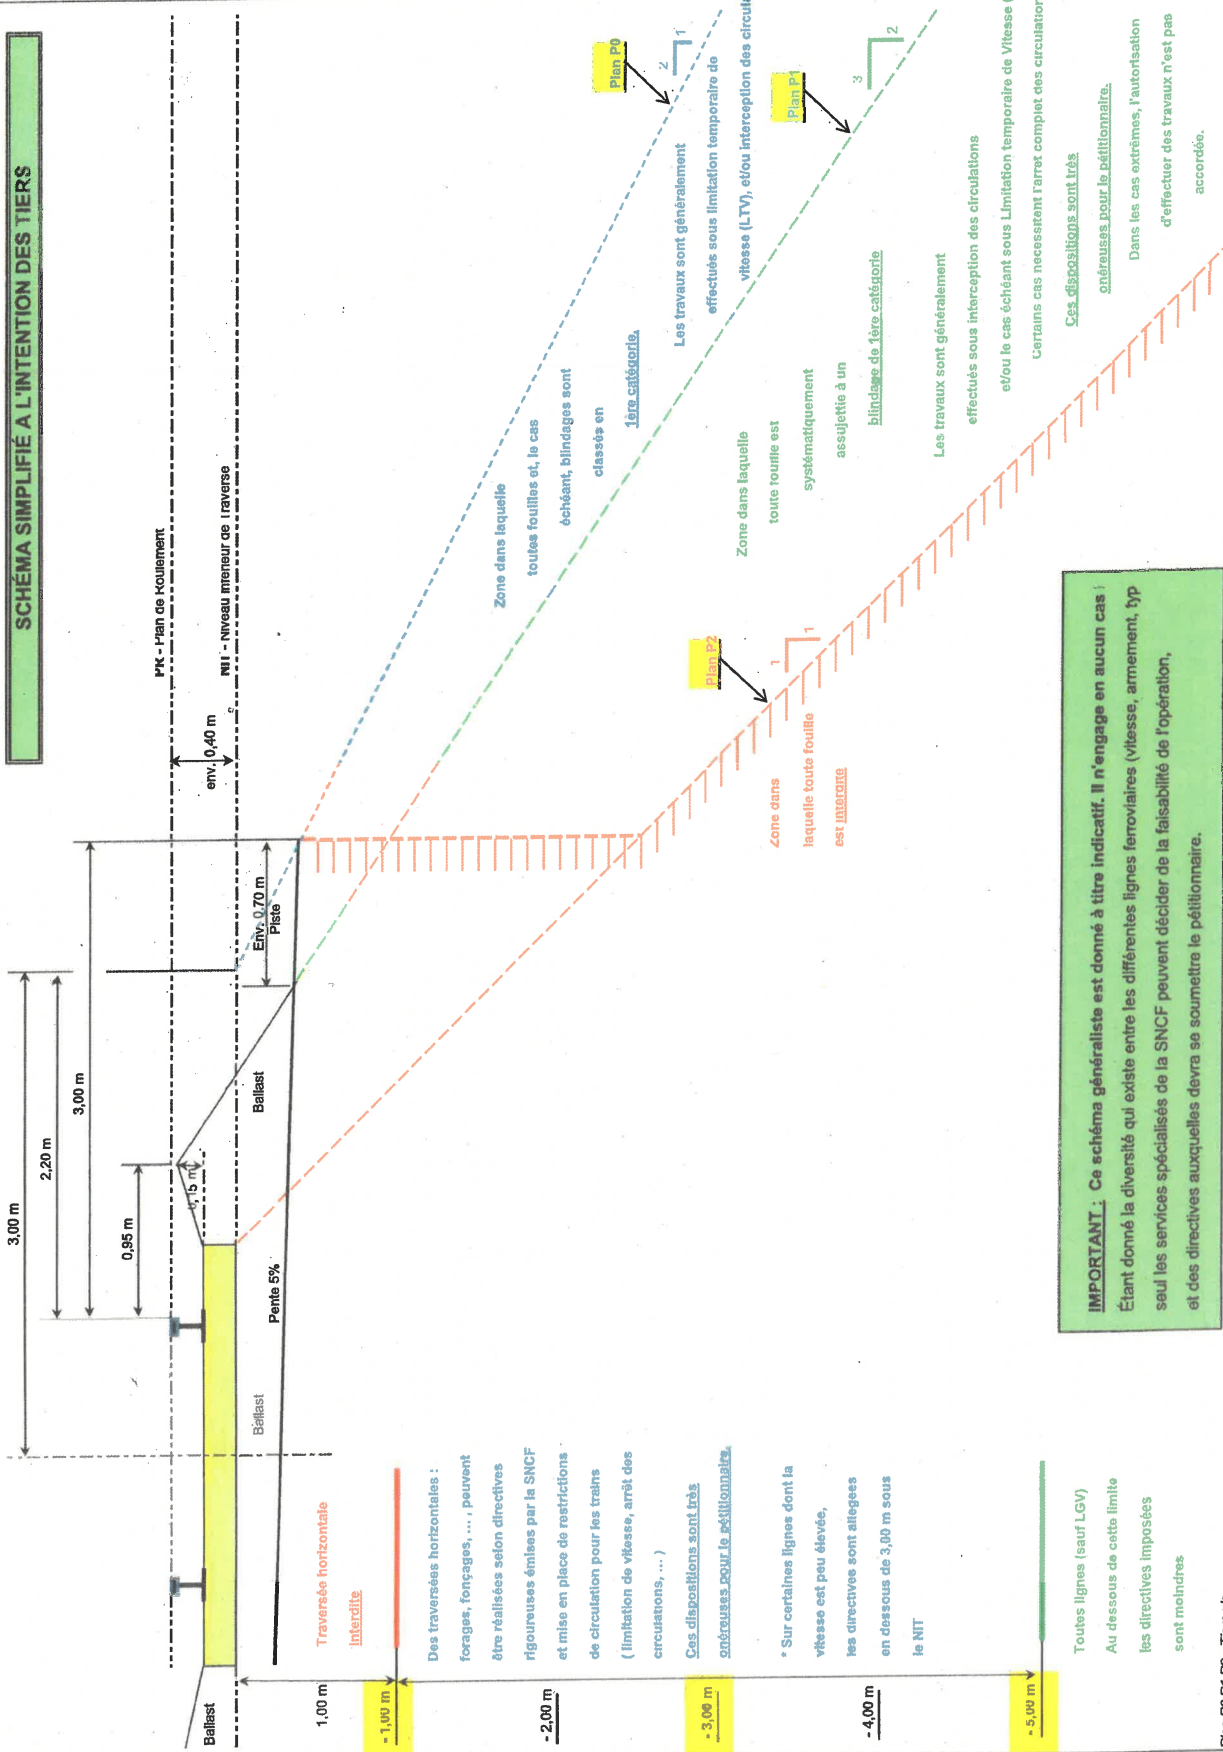 SCHÉMA SIMPLIFIÉ A L'INTENTION DES TIERS
3,00 m
2,20 m
3,00 m
0,95 m
0,15 m
PR - Plan de Roulement
env. 0,40 m
NIT - Niveau Inférieur de Traverse
Ballast
Ballast
Ballast
Pente 5%
Env. 0,70 m
Piste
Plan P0
2
1
Plan P1
3
2
Plan P2
1
1
Zone dans laquelle
toutes fouilles et, le cas
échéant, blindages sont
classés en
1ère catégorie.
Les travaux sont généralement
effectués sous limitation temporaire de
vitesse (LTV), et/ou interception des
Zone dans laquelle
toute fouille est
systématiquement
assujettie à un
blindage de 1ère catégorie
Les travaux sont généralement
effectués sous interception des circulations
et/ou le cas échéant sous Limitation temporaire de Vitesse (
Certains cas necessitent l'arret complet des
Ces dispositions sont très
onéreuses pour le pétitionnaire.
Dans les cas extrêmes, l'autorisation
d'effectuer des travaux n'est pas
accordée.
Zone dans
laquelle toute fouille
est interdite
1,00 m
- 1,00 m
- 2,00 m
- 3,00 m
- 4,00 m
- 5,00 m
Traversée horizontale
Interdite
Des traversées horizontales :
forages, fonçages, ... , peuvent
être réalisées selon directives
rigoureuses émises par la SNCF
et mise en place de restrictions
de circulation pour les trains
( limitation de vitesse, arrêt des
circulations, ... )
Ces dispositions sont très
onéreuses pour le pétitionnaire.
* Sur certaines lignes dont la
vitesse est peu élevée,
les directives sont allegees
en dessous de 3,00 m sous
le NIT
Toutes lignes (sauf LGV)
Au dessous de cette limite
les directives imposées
sont moindres
IMPORTANT : Ce schéma généraliste est donné à titre indicatif. Il n'engage en aucun cas
Étant donné la diversité qui existe entre les différentes lignes ferroviaires (vitesse, armement, typ
seul les services spécialisés de la SNCF peuvent décider de la faisabilité de l'opération,
et des directives auxquelles devra se soumettre le pétitionnaire.